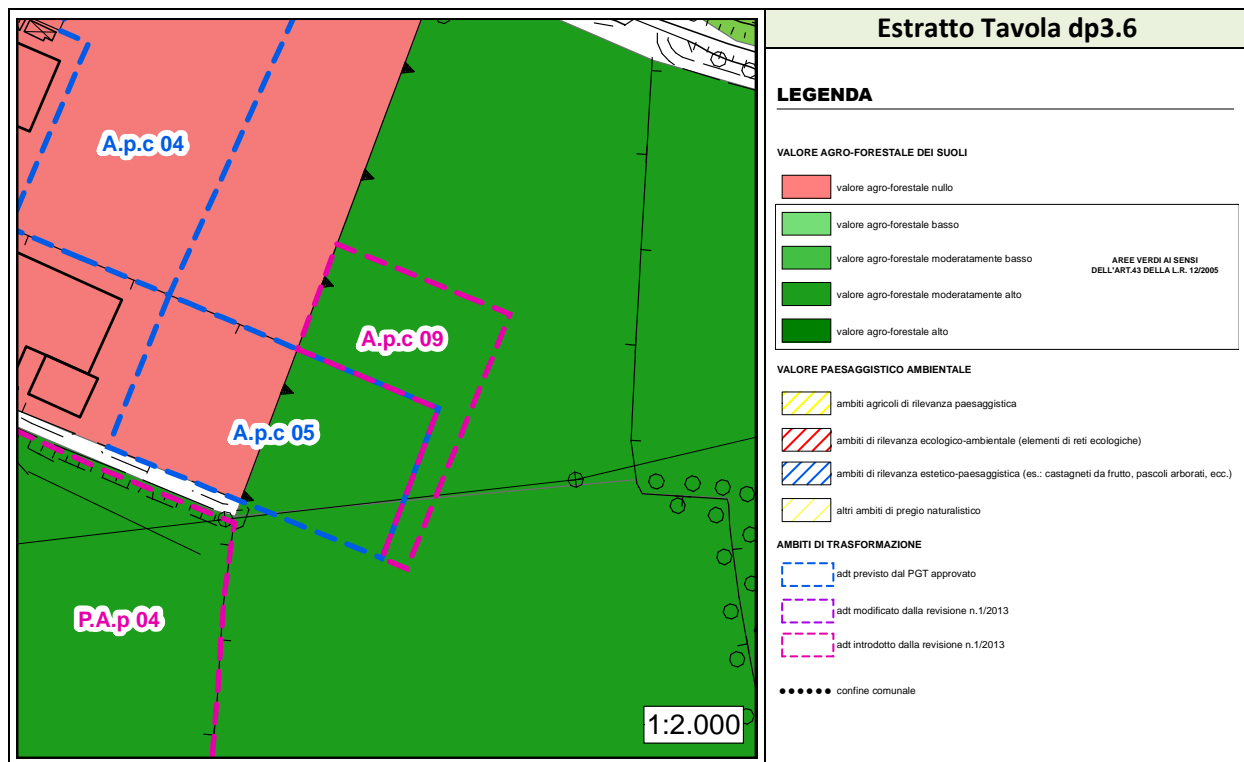 Estratto Tavola dp3.6
A.p.c 04
A.p.c 09
A.p.c 05
P.A.p 04
1:2.000
LEGENDA
VALORE AGRO-FORESTALE DEI SUOLI
valore agro-forestale nullo
valore agro-forestale basso
valore agro-forestale moderatamente basso
AREE VERDI AI SENSI
DELL'ART.43 DELLA L.R. 12/2005
valore agro-forestale moderatamente alto
valore agro-forestale alto
VALORE PAESAGGISTICO AMBIENTALE
ambiti agricoli di rilevanza paesaggistica
ambiti di rilevanza ecologico-ambientale (elementi di reti ecologiche)
ambiti di rilevanza estetico-paesaggistica (es.: castagneti da frutto, pascoli arborati, ecc.)
altri ambiti di pregio naturalistico
AMBITI DI TRASFORMAZIONE
adt previsto dal PGT approvato
adt modificato dalla revisione n.1/2013
adt introdotto dalla revisione n.1/2013
confine comunale